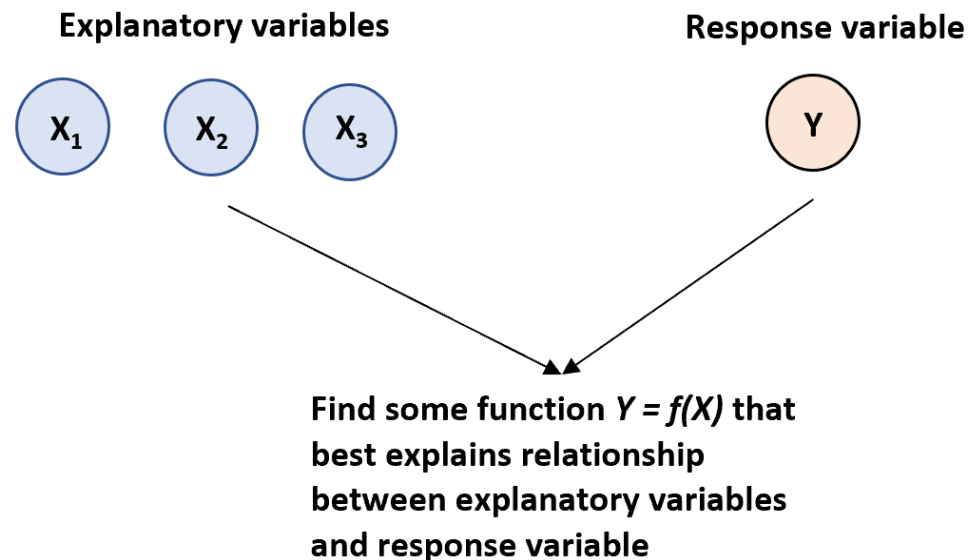 Explanatory variables
Response variable
X₁
X₂
X₃
Y
Find some function Y = f(X) that
best explains relationship
between explanatory variables
and response variable